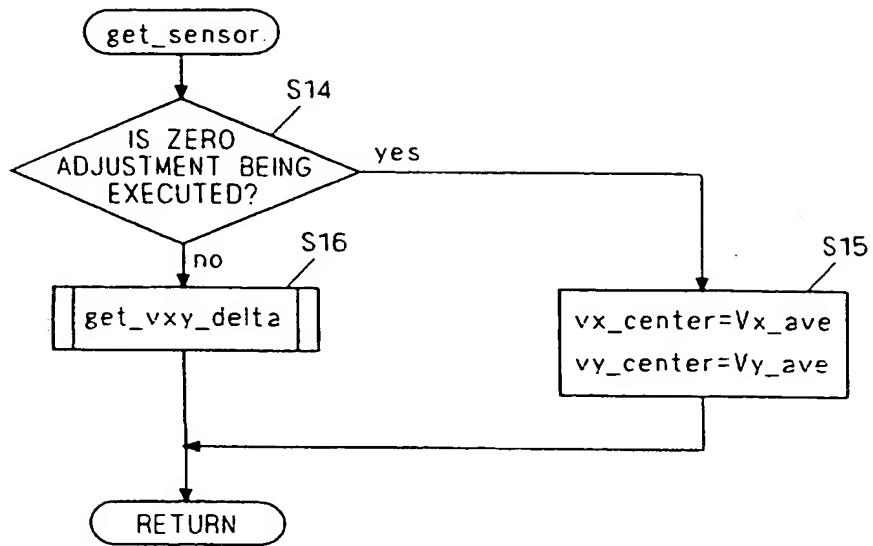 get_sensor
S14
IS ZERO
ADJUSTMENT BEING
EXECUTED?
yes
no
S16
get_vxy_delta
S15
vx_center=Vx_ave
vy_center=Vy_ave
RETURN